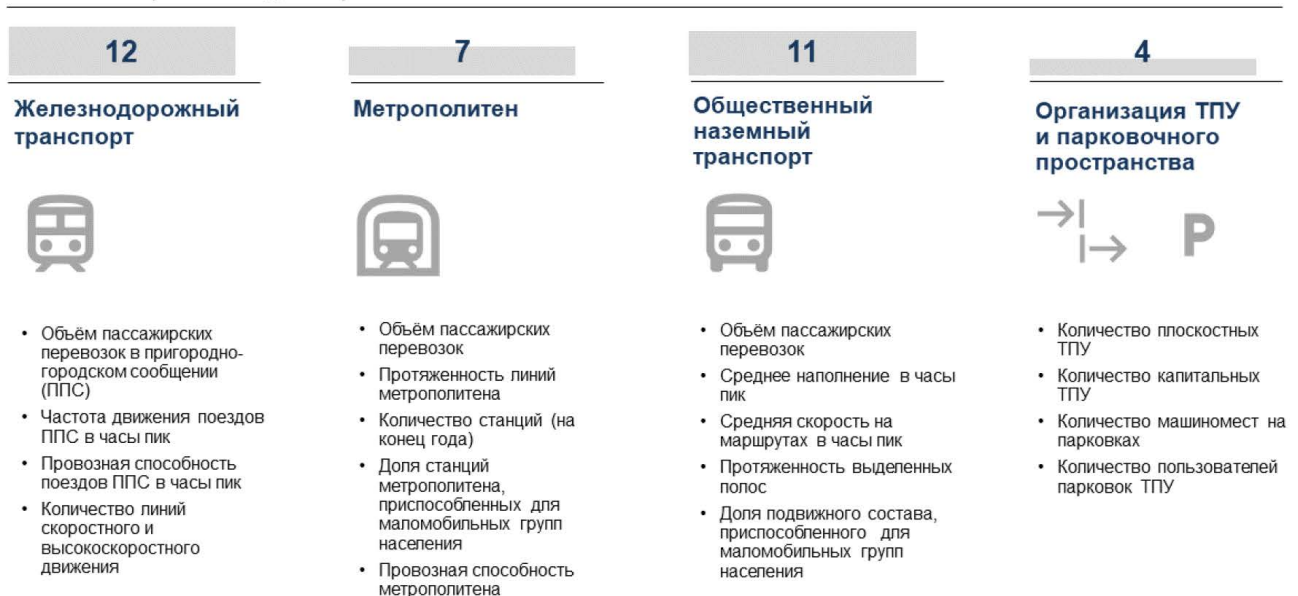 12
Железнодорожный
транспорт
• Объём пассажирских
перевозок в пригородно-
городском сообщении
(ППС)
• Частота движения поездов
ППС в часы пик
• Провозная способность
поездов ППС в часы пик
• Количество линий
скоростного и
высокоскоростного
движения
7
Метрополитен
• Объём пассажирских
перевозок
• Протяженность линий
метрополитена
• Количество станций (на
конец года)
• Доля станций
метрополитена,
приспособленных для
маломобильных групп
населения
• Провозная способность
метрополитена
11
Общественный
наземный
транспорт
• Объём пассажирских
перевозок
• Среднее наполнение в часы
пик
• Средняя скорость на
маршрутах в часы пик
• Протяженность выделенных
полос
• Доля подвижного состава,
приспособленного для
маломобильных групп
населения
4
Организация ТПУ
и парковочного
пространства
P
• Количество плоскостных
ТПУ
• Количество капитальных
ТПУ
• Количество машиномест на
парковках
• Количество пользователей
парковок ТПУ